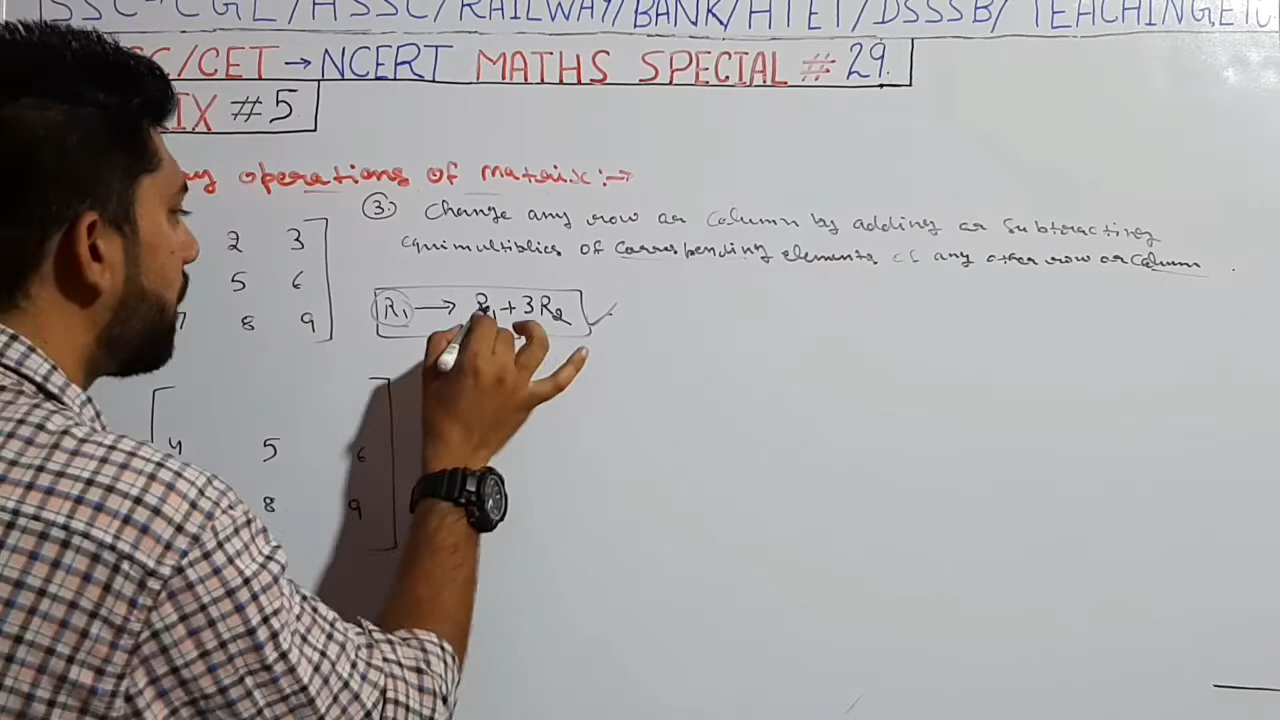 SSC-CGL/HSSC/RAILWAY/BANK/HTET/DSSSB/TEACHING ETC
C/CET → NCERT MATHS SPECIAL # 29.
IX # 5
operations of matrix :→
③ Change any row or column by adding or subtracting
equimultiplies of corresponding elements of any other row or column.
2 3
5 6
7 8 9
R₁ → R₁ + 3R₂ ✓
4 5 6
8 9